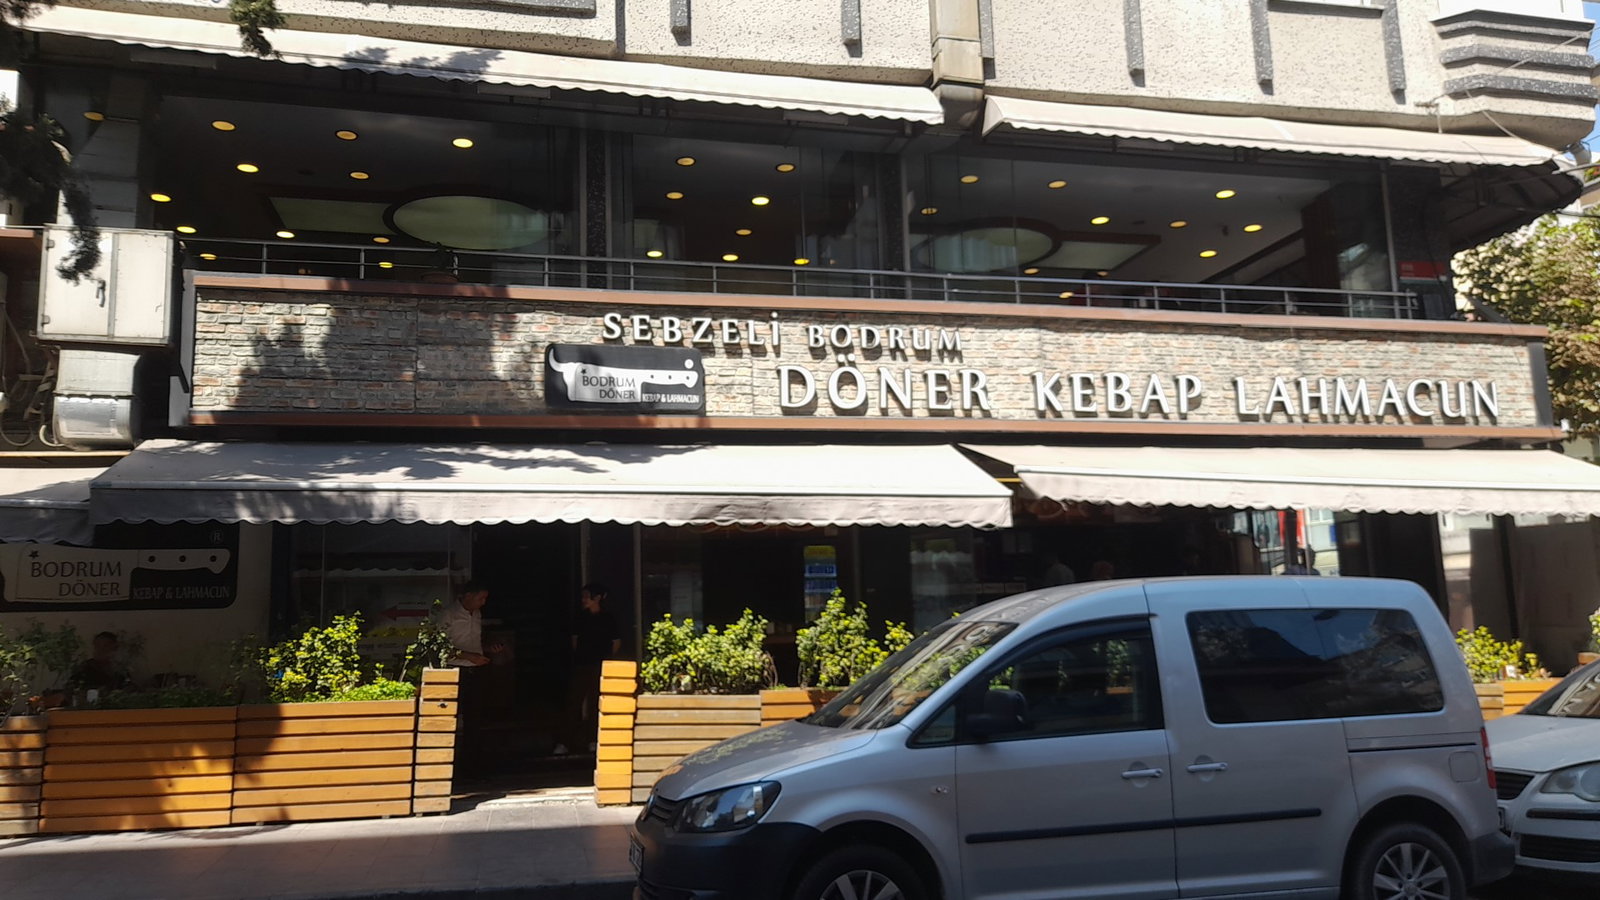 SEBZELİ BODRUM
DÖNER KEBAP LAHMACUN
BODRUM
DÖNER
KEBAP & LAHMACUN
BODRUM
DÖNER
KEBAP & LAHMACUN
®